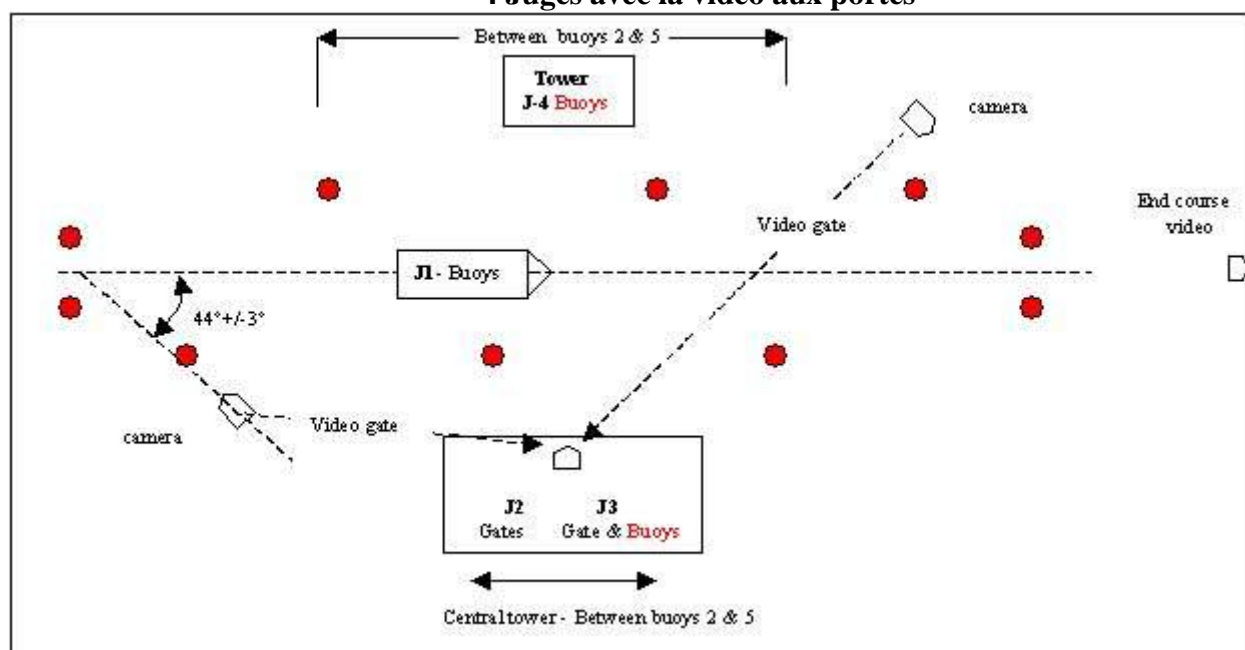 4 Juges avec la vidéo aux portes
Between buoys 2 & 5
Tower
J-4 Buoys
camera
End course
video
Video gate
J1 - Buoys
44°+/-3°
Video gate
camera
J2
Gates
J3
Gate & Buoys
Central tower - Between buoys 2 & 5